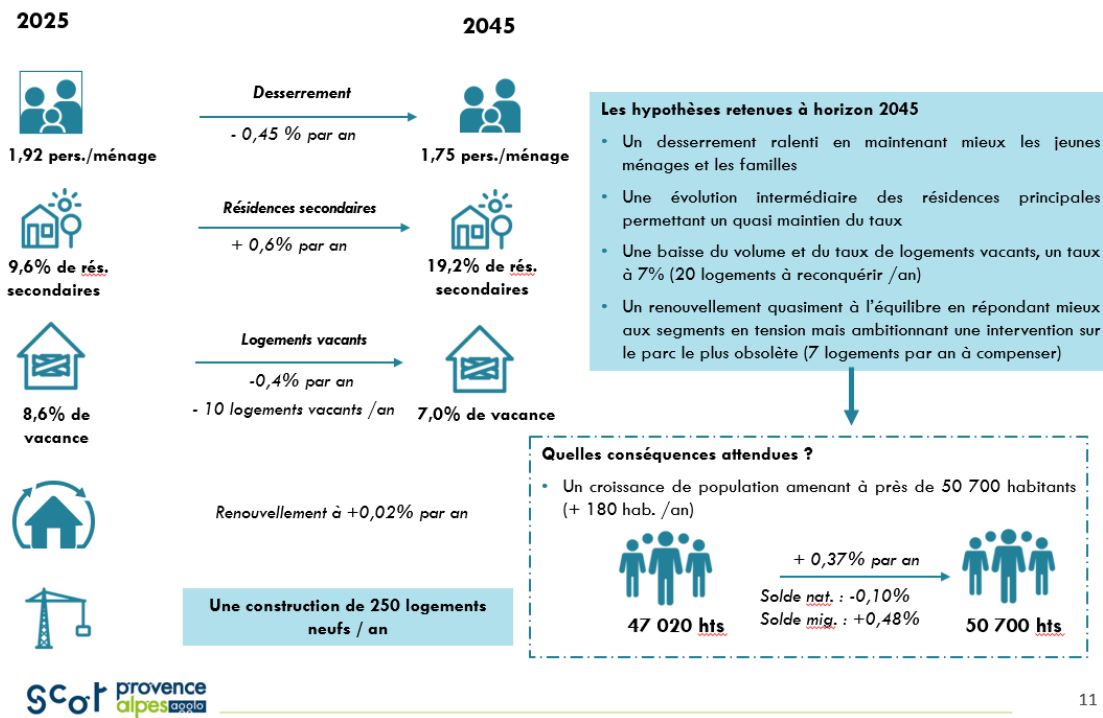 2025
2045
Desserrement
- 0,45 % par an
1,92 pers./ménage
1,75 pers./ménage
Résidences secondaires
+ 0,6% par an
9,6% de rés.
secondaires
19,2% de rés.
secondaires
Logements vacants
-0,4% par an
- 10 logements vacants /an
8,6% de
vacance
7,0% de vacance
Renouvellement à +0,02% par an
Une construction de 250 logements
neufs / an
Les hypothèses retenues à horizon 2045
• Un desserrement ralenti en maintenant mieux les jeunes
ménages et les familles
• Une évolution intermédiaire des résidences principales
permettant un quasi maintien du taux
• Une baisse du volume et du taux de logements vacants, un taux
à 7% (20 logements à reconquérir /an)
• Un renouvellement quasiment à l'équilibre en répondant mieux
aux segments en tension mais ambitionnant une intervention sur
le parc le plus obsolète (7 logements par an à compenser)
Quelles conséquences attendues ?
• Un croissance de population amenant à près de 50 700 habitants
(+ 180 hab. /an)
+ 0,37% par an
Solde nat. : -0,10%
Solde mig. : +0,48%
47 020 hts
50 700 hts
scot provence
alpes agglo
11